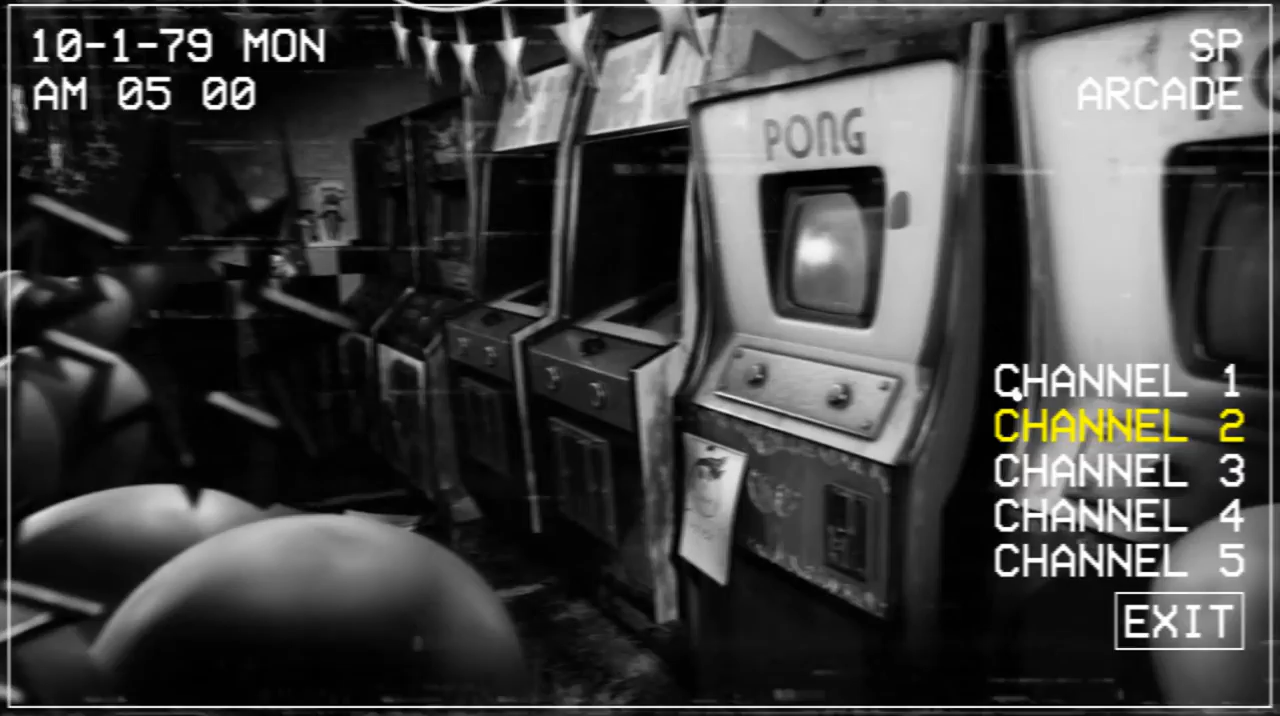 10-1-79 MON
AM 05 00
SP
ARCADE
PONG
CHANNEL 1
CHANNEL 2
CHANNEL 3
CHANNEL 4
CHANNEL 5
EXIT